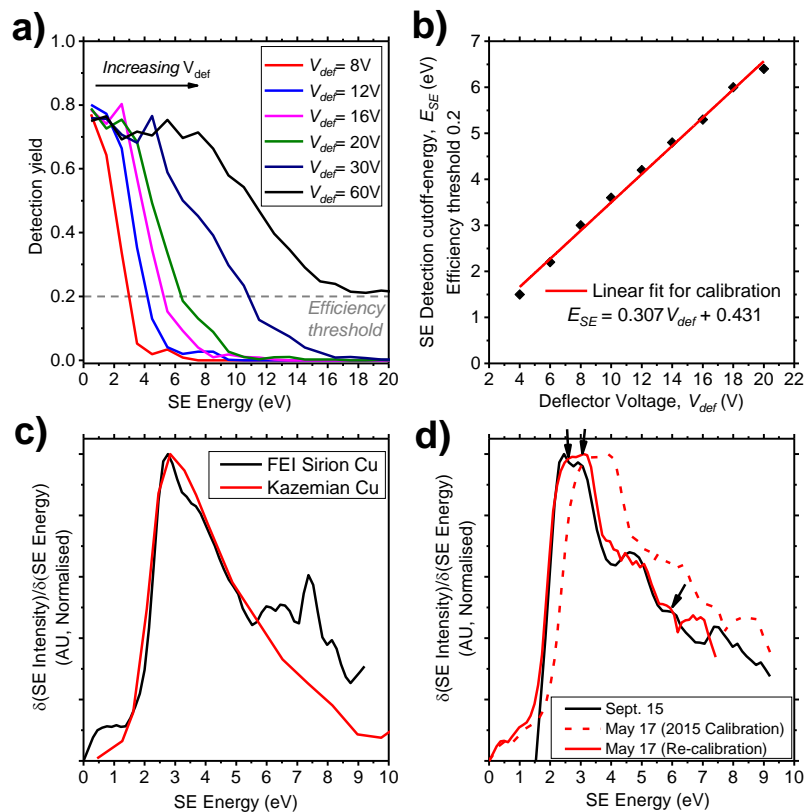 a)
Increasing V_def
V_def = 8V
V_def = 12V
V_def = 16V
V_def = 20V
V_def = 30V
V_def = 60V
Efficiency
threshold
Detection yield
1.0
0.8
0.6
0.4
0.2
0.0
0 2 4 6 8 10 12 14 16 18 20
SE Energy (eV)
b)
SE Detection cutoff-energy, E_SE (eV)
Efficiency threshold 0.2
7
6
5
4
3
2
1
0
Linear fit for calibration
E_SE = 0.307 V_def + 0.431
2 4 6 8 10 12 14 16 18 20 22
Deflector Voltage, V_def (V)
c)
FEI Sirion Cu
Kazemian Cu
δ(SE Intensity)/δ(SE Energy)
(AU, Normalised)
0 1 2 3 4 5 6 7 8 9 10
SE Energy (eV)
d)
δ(SE Intensity)/δ(SE Energy)
(AU, Normalised)
Sept. 15
May 17 (2015 Calibration)
May 17 (Re-calibration)
0 1 2 3 4 5 6 7 8 9 10
SE Energy (eV)